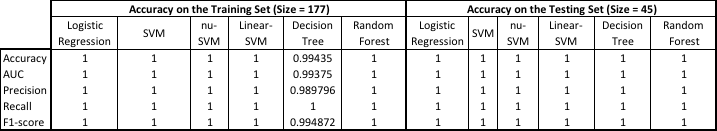 Accuracy on the Training Set (Size = 177) Accuracy on the Testing Set (Size = 45)
Logistic Regression SVM nu-SVM Linear-SVM Decision Tree Random Forest Logistic Regression SVM nu-SVM Linear-SVM Decision Tree Random Forest
Accuracy 1 1 1 1 0.99435 1 1 1 1 1 1 1
AUC 1 1 1 1 0.99375 1 1 1 1 1 1 1
Precision 1 1 1 1 0.989796 1 1 1 1 1 1 1
Recall 1 1 1 1 1 1 1 1 1 1 1 1
F1-score 1 1 1 1 0.994872 1 1 1 1 1 1 1